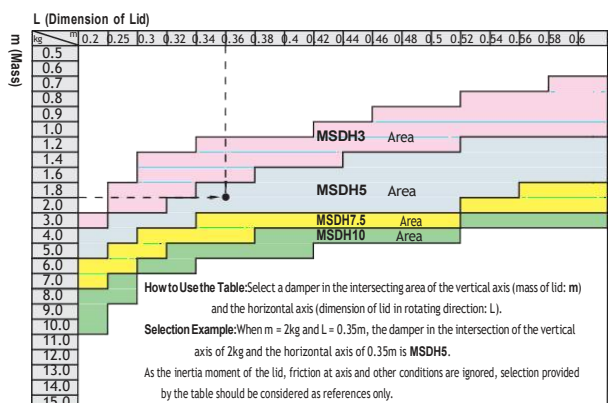 L (Dimension of Lid)
m (Mass)
kg m 0.2 0.25 0.3 0.32 0.34 0.36 0.38 0.4 0.42 0.44 0.46 0.48 0.5 0.52 0.54 0.56 0.58 0.6
0.5
0.6
0.7
0.8
0.9
1.0
1.2
1.4
1.6
1.8
2.0
3.0
4.0
5.0
6.0
7.0
8.0
9.0
10.0
11.0
12.0
13.0
14.0
15.0
MSDH3 Area
MSDH5 Area
MSDH7.5 Area
MSDH10 Area
How to Use the Table:Select a damper in the intersecting area of the vertical axis (mass of lid: m)
and the horizontal axis (dimension of lid in rotating direction: L).
Selection Example:When m = 2kg and L = 0.35m, the damper in the intersection of the vertical
axis of 2kg and the horizontal axis of 0.35m is MSDH5.
As the inertia moment of the lid, friction at axis and other conditions are ignored, selection provided
by the table should be considered as references only.